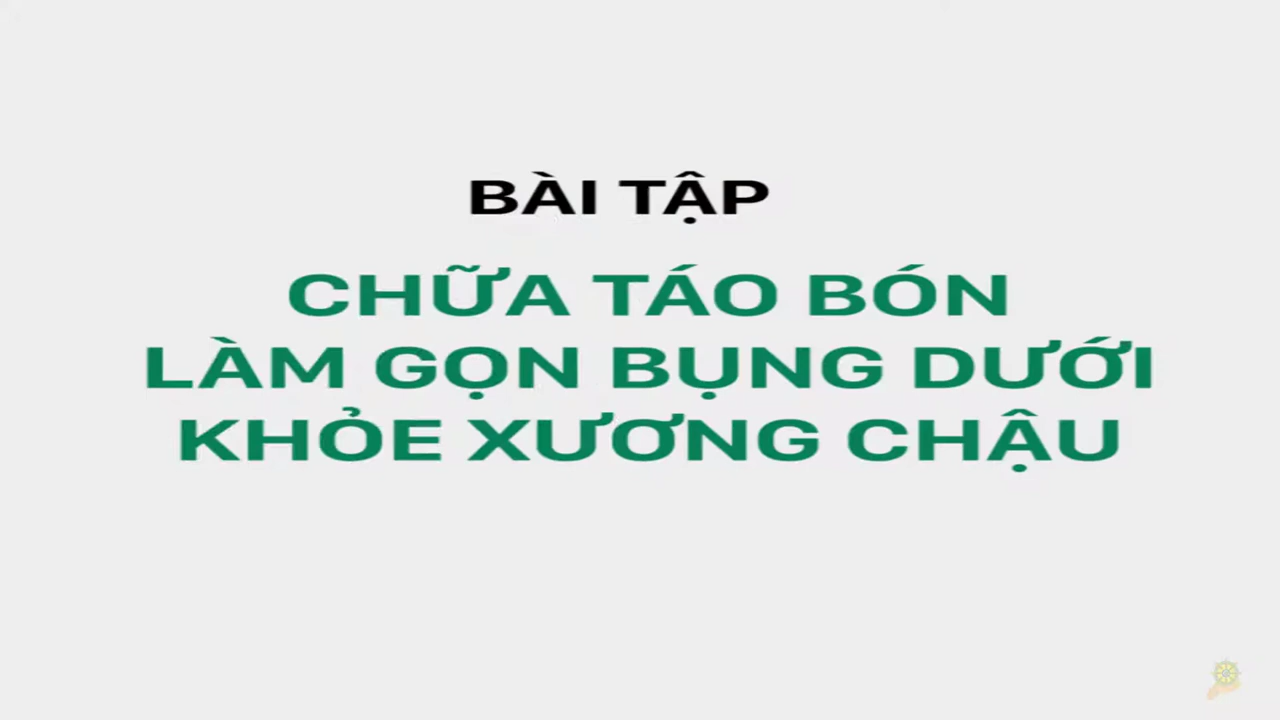 BÀI TẬP
CHỮA TÁO BÓN
LÀM GỌN BỤNG DƯỚI
KHỎE XƯƠNG CHẬU